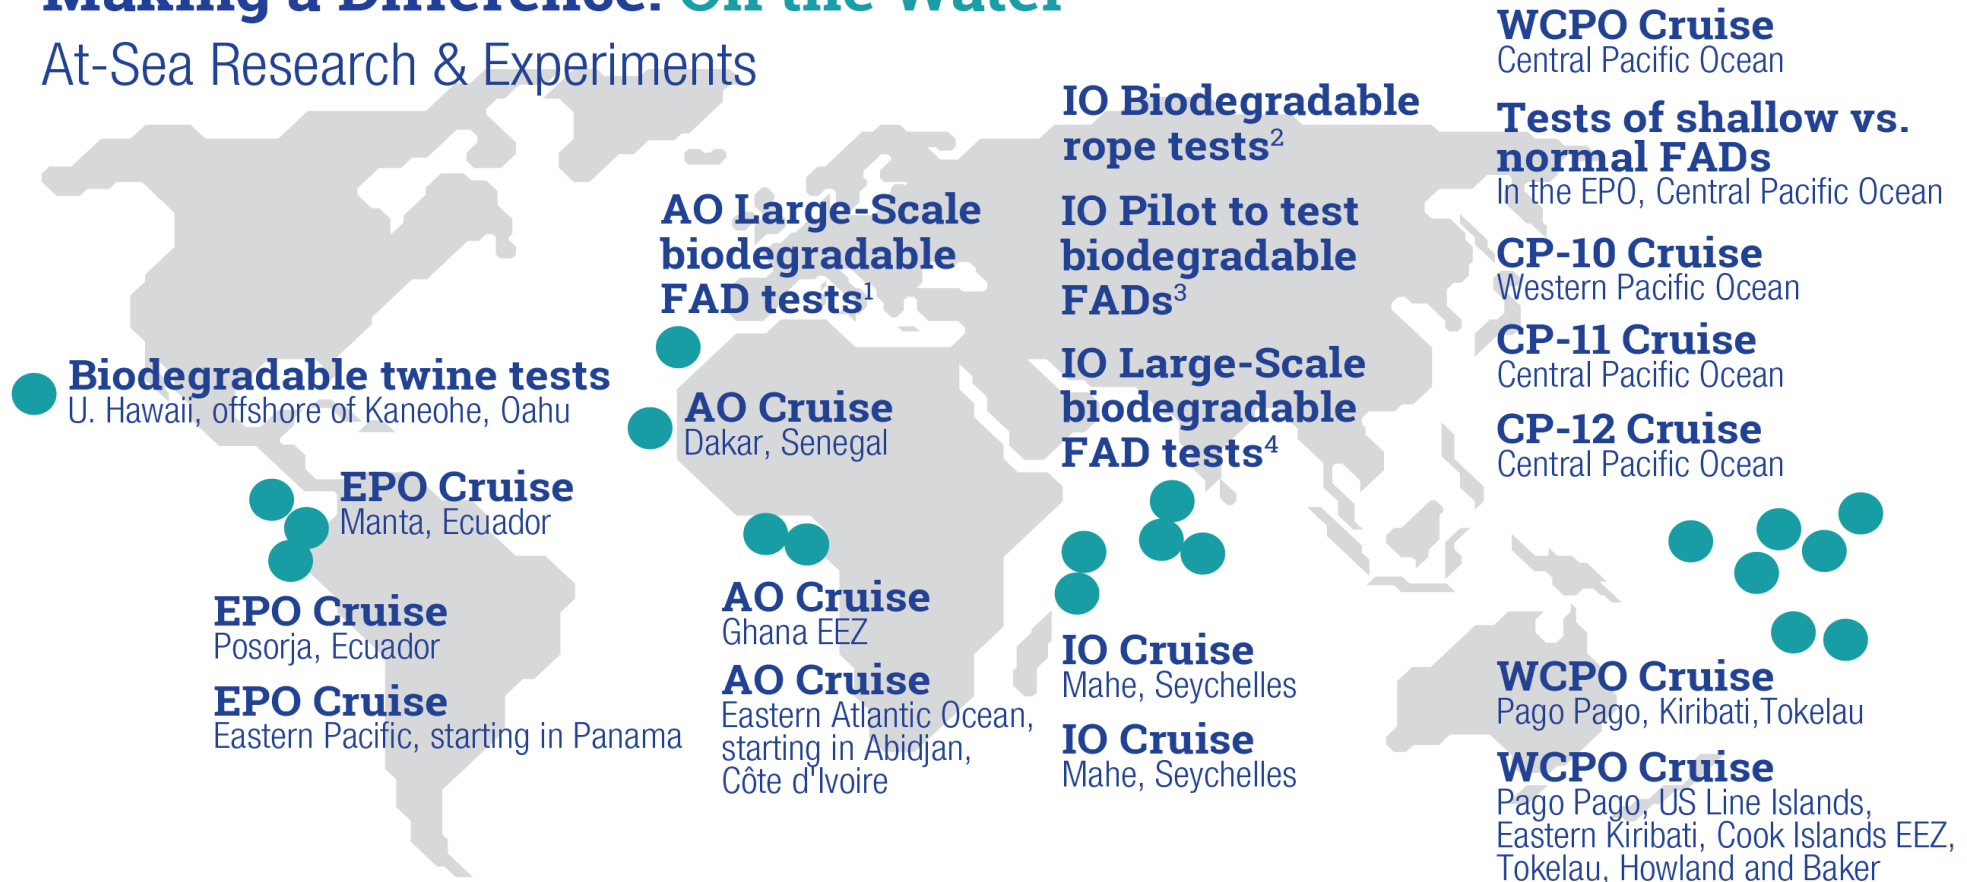 Making a Difference: On the Water
At-Sea Research & Experiments
Biodegradable twine tests
U. Hawaii, offshore of Kaneohe, Oahu
EPO Cruise
Manta, Ecuador
EPO Cruise
Posorja, Ecuador
EPO Cruise
Eastern Pacific, starting in Panama
AO Large-Scale
biodegradable
FAD tests¹
AO Cruise
Dakar, Senegal
AO Cruise
Ghana EEZ
AO Cruise
Eastern Atlantic Ocean,
starting in Abidjan,
Côte d'Ivoire
IO Biodegradable
rope tests²
IO Pilot to test
biodegradable
FADs³
IO Large-Scale
biodegradable
FAD tests⁴
IO Cruise
Mahe, Seychelles
IO Cruise
Mahe, Seychelles
WCPO Cruise
Central Pacific Ocean
Tests of shallow vs.
normal FADs
In the EPO, Central Pacific Ocean
CP-10 Cruise
Western Pacific Ocean
CP-11 Cruise
Central Pacific Ocean
CP-12 Cruise
Central Pacific Ocean
WCPO Cruise
Pago Pago, Kiribati,Tokelau
WCPO Cruise
Pago Pago, US Line Islands,
Eastern Kiribati, Cook Islands EEZ,
Tokelau, Howland and Baker